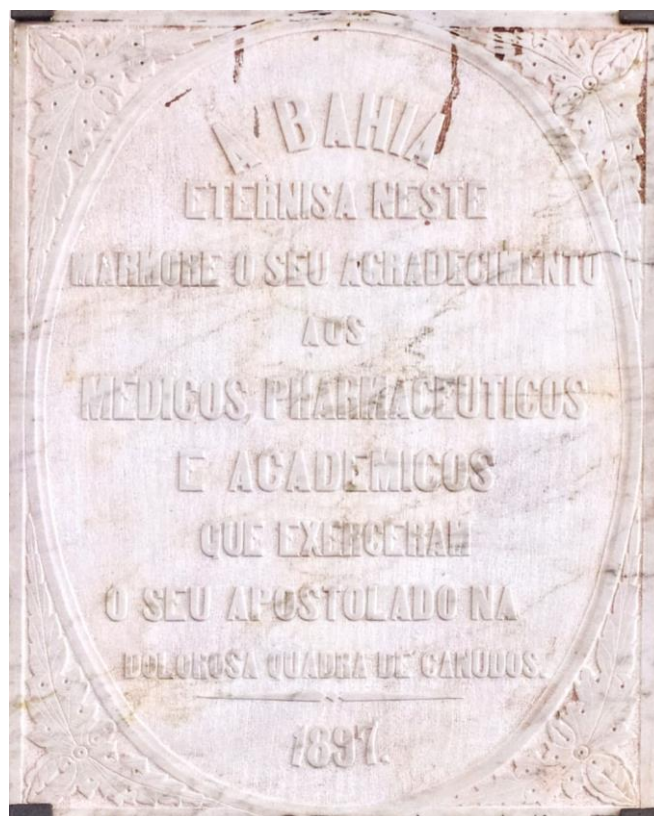 A BAHIA
ETERNISA NESTE
MARMORE O SEU AGRADECIMENTO
AOS
MEDICOS, PHARMACEUTICOS
E ACADEMICOS
QUE EXERCERAM
O SEU APOSTOLADO NA
DOLOROSA QUADRA DE CANUDOS.
1897.